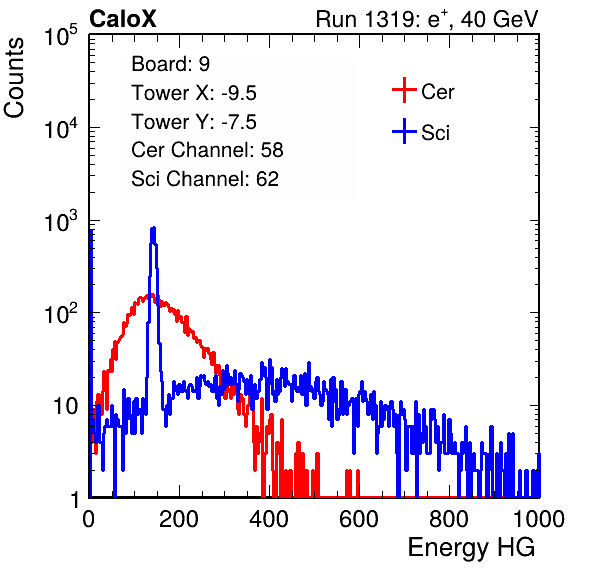 CaloX Run 1319: e⁺, 40 GeV
Counts
10⁵
10⁴
10³
10²
10
1
Board: 9
Tower X: -9.5
Tower Y: -7.5
Cer Channel: 58
Sci Channel: 62
Cer
Sci
0 200 400 600 800 1000
Energy HG